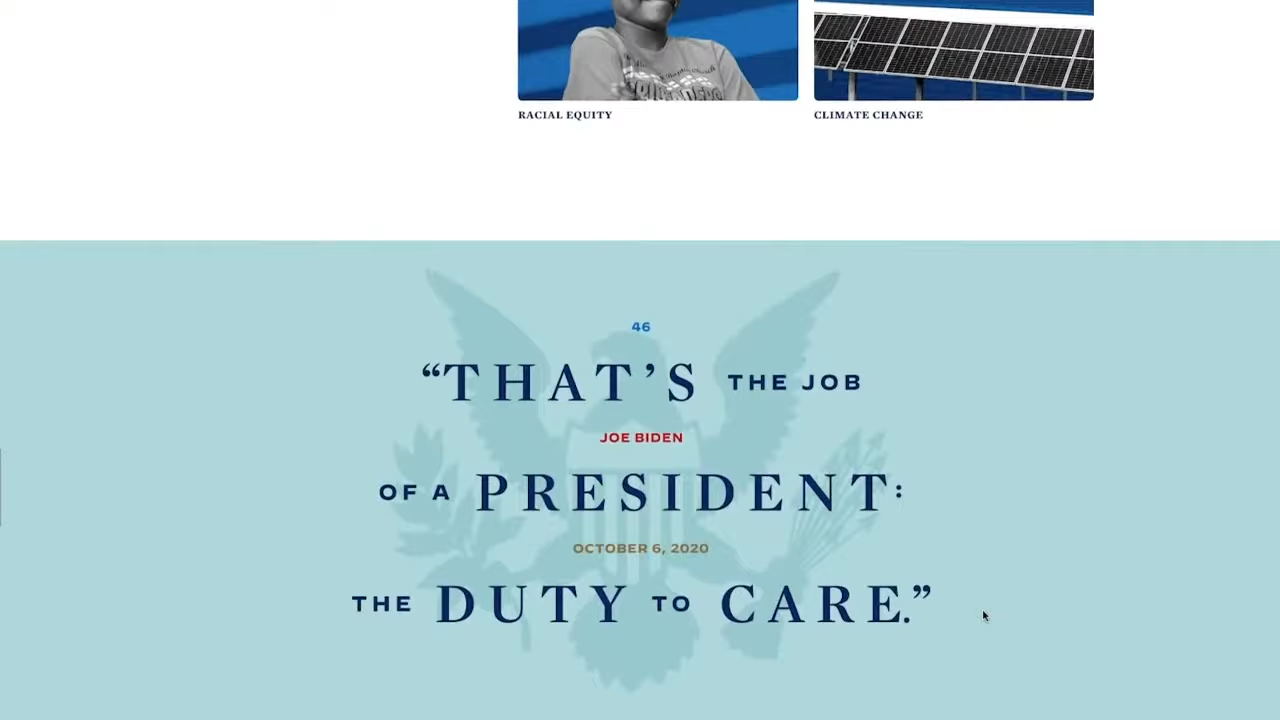 RACIAL EQUITY
CLIMATE CHANGE
46
“THAT’S THE JOB
JOE BIDEN
OF A PRESIDENT:
OCTOBER 6, 2020
THE DUTY TO CARE.”